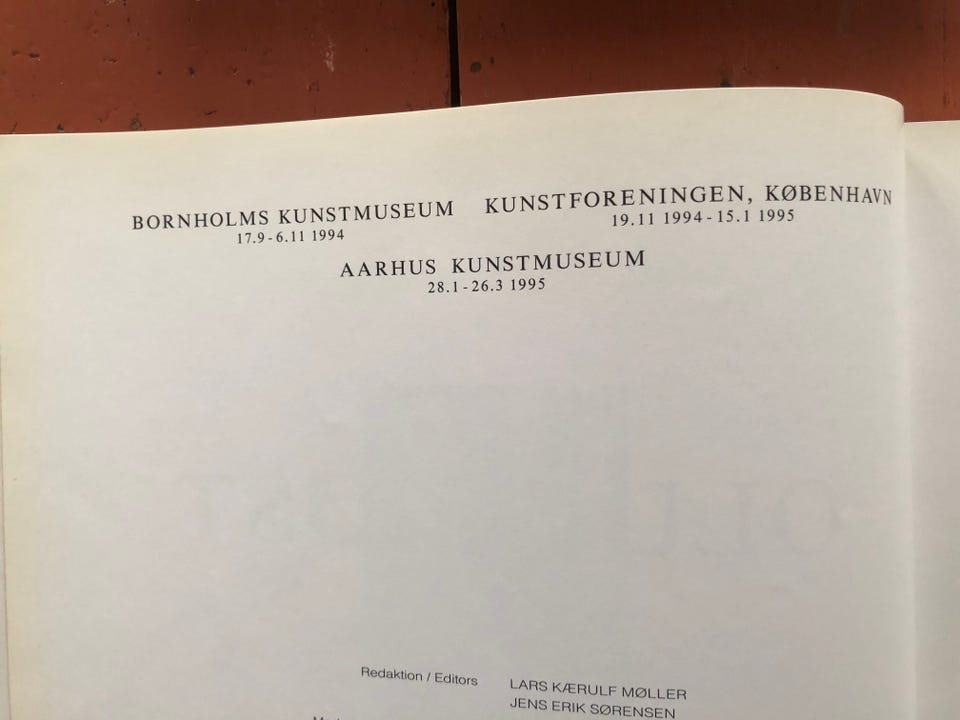 BORNHOLMS KUNSTMUSEUM
17.9 - 6.11 1994
KUNSTFORENINGEN, KØBENHAVN
19.11 1994 - 15.1 1995
AARHUS KUNSTMUSEUM
28.1 - 26.3 1995
Redaktion / Editors
LARS KÆRULF MØLLER
JENS ERIK SØRENSEN